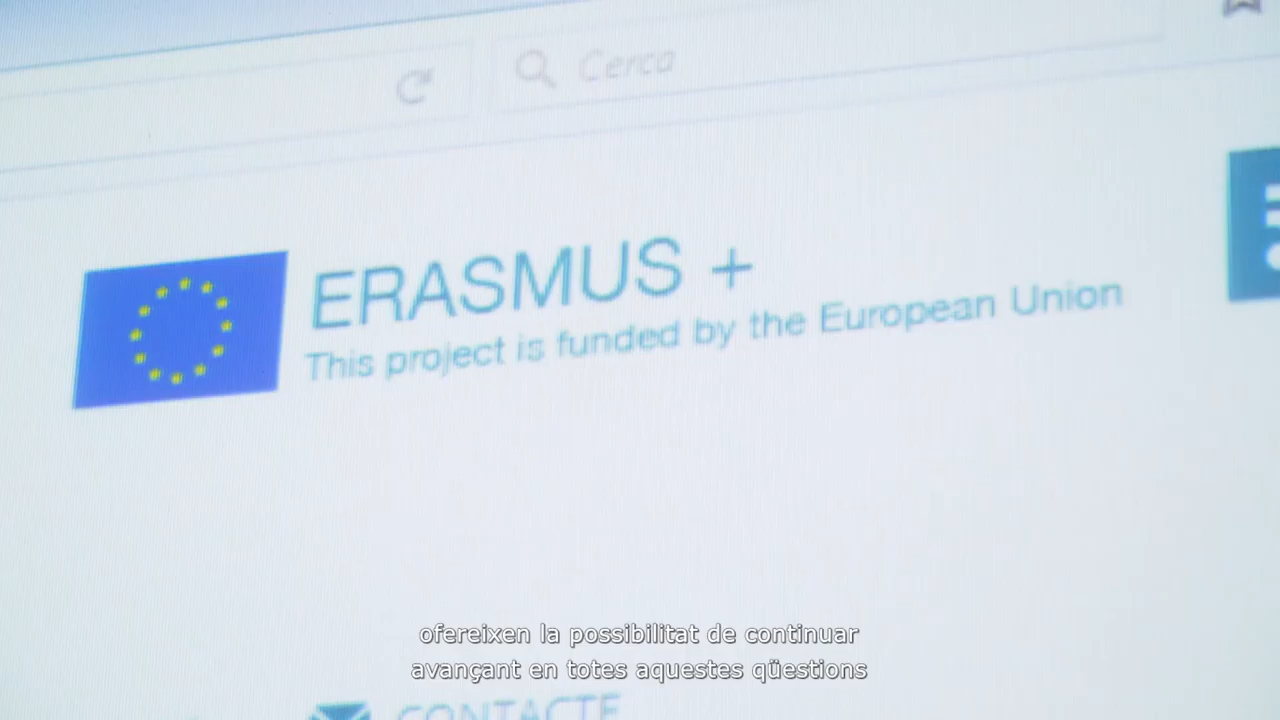 Cerca
ERASMUS +
This project is funded by the European Union
ofereixen la possibilitat de continuar
avançant en totes aquestes qüestions
CONTACTE